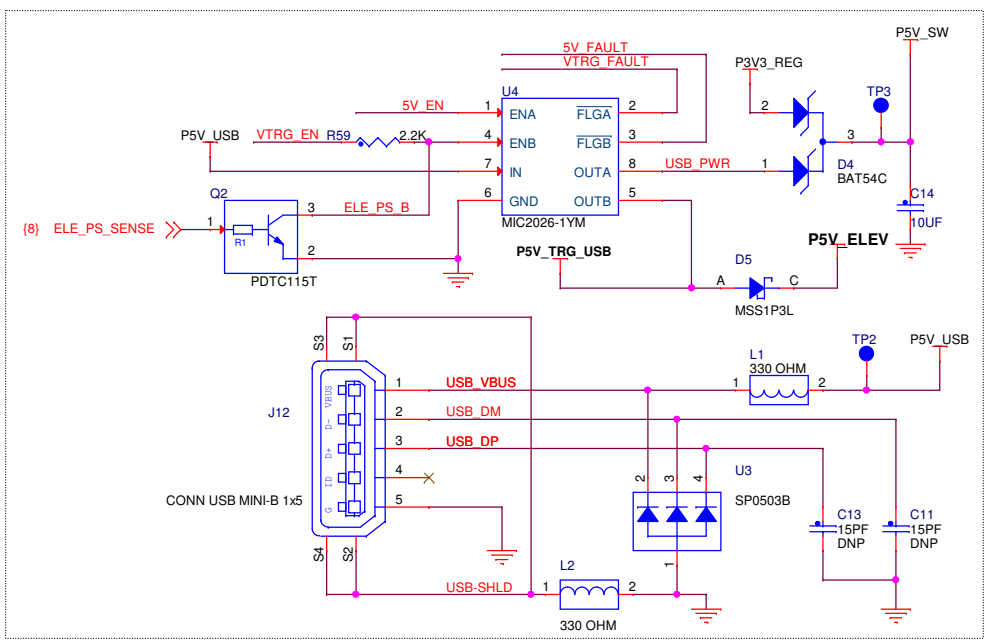 P5V_SW
5V_FAULT
VTRG_FAULT
P3V3_REG
U4
TP3
5V_EN 1 ENA FLGA 2
2
P5V_USB VTRG_EN R59 2.2K 4 ENB FLGB 3
3
7 IN OUTA 8 USB_PWR 1 D4
BAT54C
Q2 6 GND OUTB 5
C14
10UF
3 ELE_PS_B
MIC2026-1YM
{8} ELE_PS_SENSE 1 R1
2
PDTC115T
P5V_TRG_USB
P5V_ELEV
D5
A C
MSS1P3L
S3 S1
TP2 P5V_USB
L1
330 OHM
VBUS 1 USB_VBUS 1 2
J12 D- 2 USB_DM
D+ 3 USB_DP
ID 4
U3
2 3 4 SP0503B
CONN USB MINI-B 1x5 G 5
C13
15PF
DNP
C11
15PF
DNP
S4 S2
1
L2
USB-SHLD 1 2
330 OHM